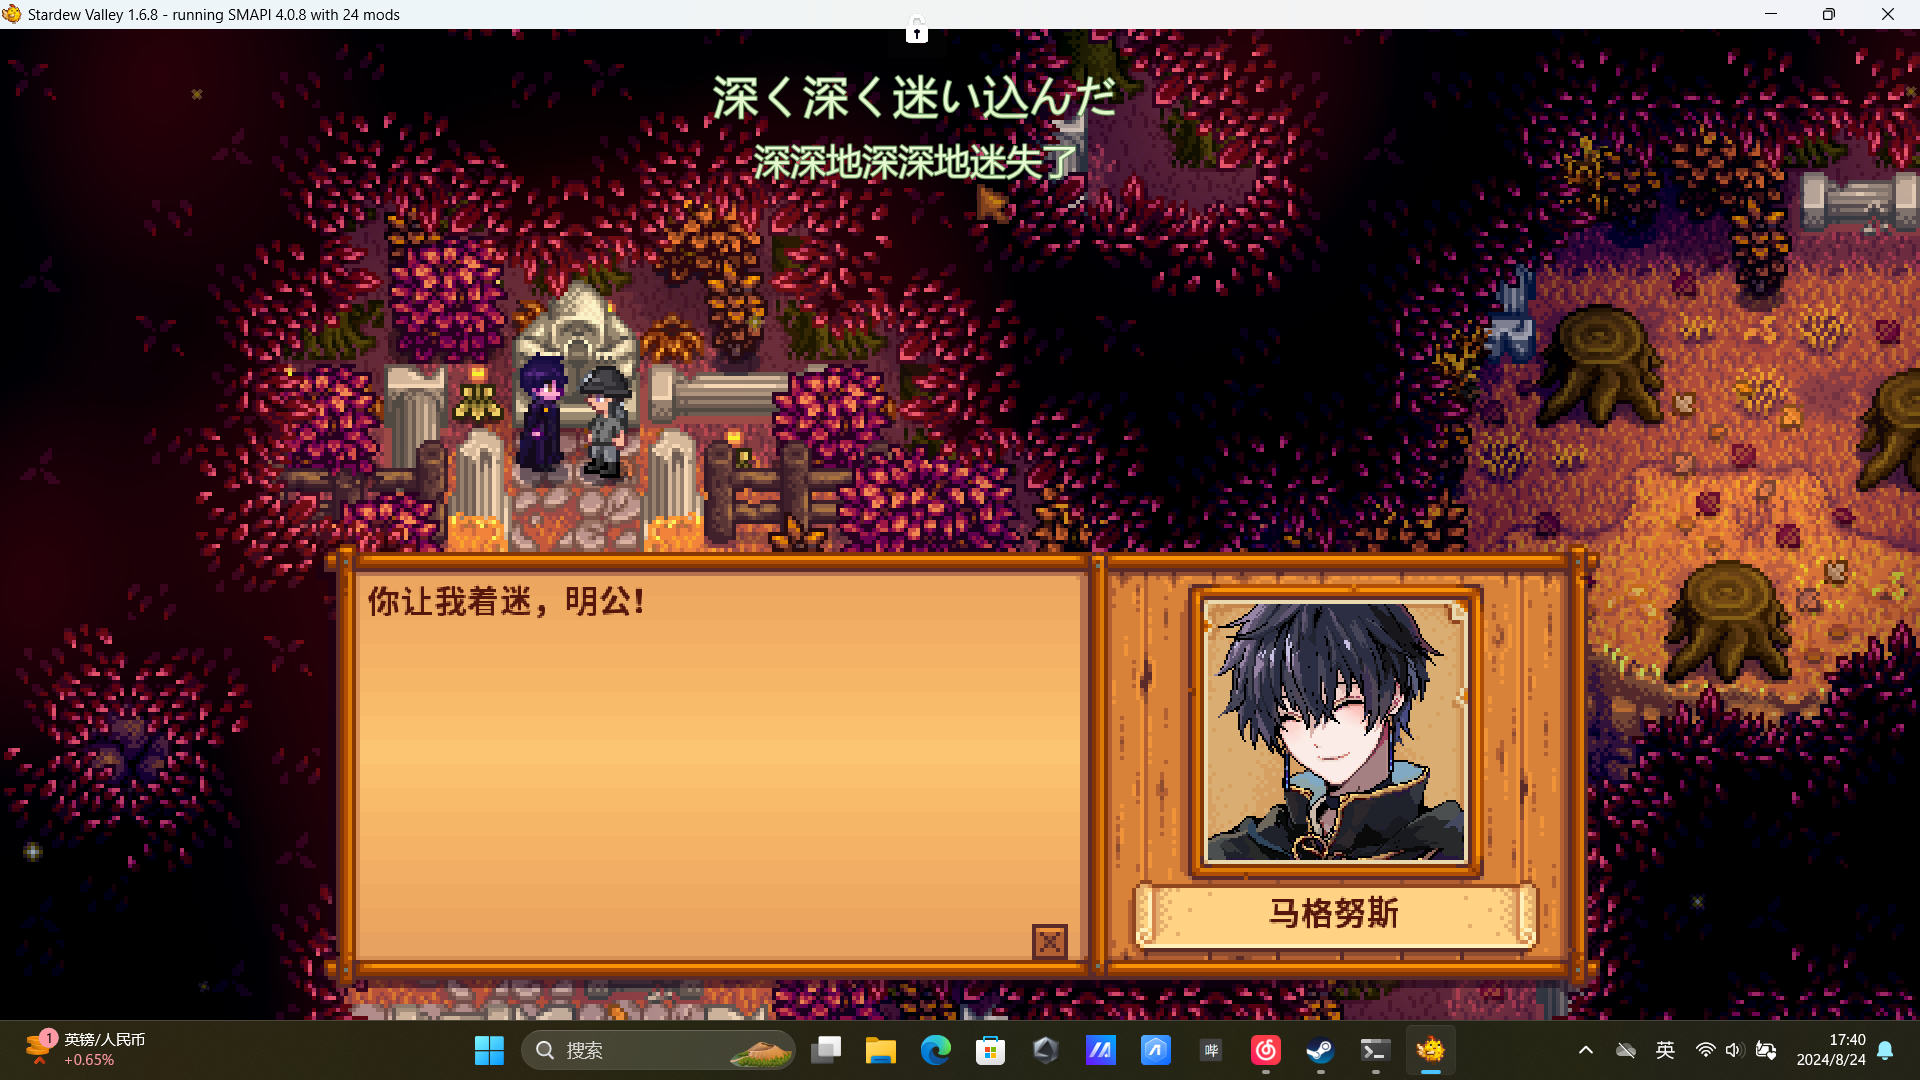 Stardew Valley 1.6.8 - running SMAPI 4.0.8 with 24 mods
深く深く迷い込んだ
深深地深深地迷失了
你让我着迷，明公！
马格努斯
1
英镑/人民币
+0.65%
搜索
哔
英
17:40
2024/8/24